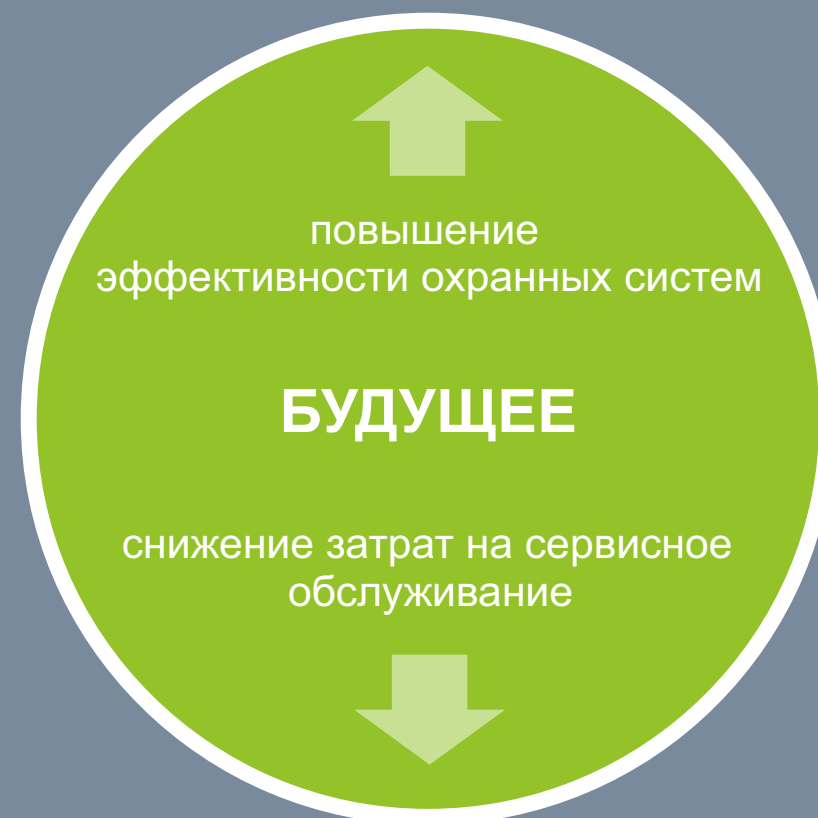 повышение
эффективности охранных систем
БУДУЩЕЕ
снижение затрат на сервисное
обслуживание